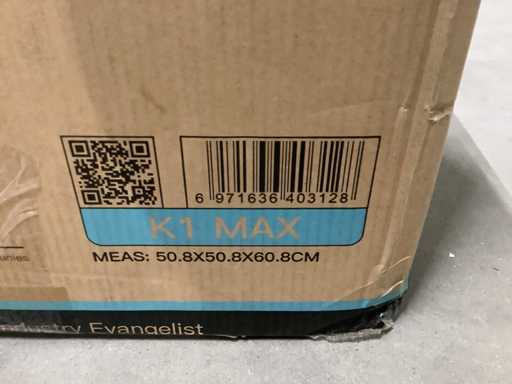 6 971636 403128
K1 MAX
MEAS: 50.8X50.8X60.8CM
Evangelist